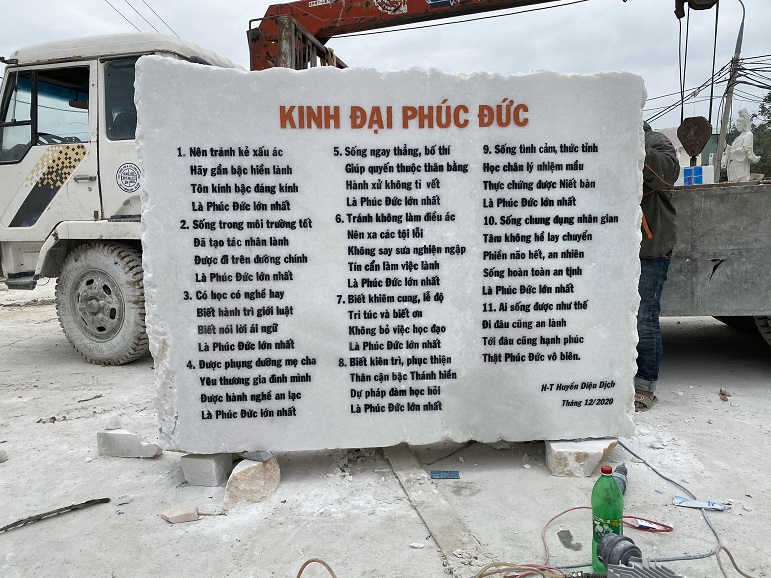 KINH ĐẠI PHÚC ĐỨC
1. Nên tránh kẻ xấu ác
Hãy gần bậc hiền lành
Tôn kính bậc đáng kính
Là Phúc Đức lớn nhất
2. Sống trong môi trường tốt
Đã tạo tác nhân lành
Được đi trên đường chính
Là Phúc Đức lớn nhất
3. Có học có nghề hay
Biết hành trì giới luật
Biết nói lời ái ngữ
Là Phúc Đức lớn nhất
4. Được phụng dưỡng mẹ cha
Yêu thương gia đình mình
Được hành nghề an lạc
Là Phúc Đức lớn nhất
5. Sống ngay thẳng, bố thí
Giúp quyến thuộc thân bằng
Hành xử không tì vết
Là Phúc Đức lớn nhất
6. Tránh không làm điều ác
Nên xa các tội lỗi
Không say sưa nghiện ngập
Tin cẩn làm việc lành
Là Phúc Đức lớn nhất
7. Biết khiêm cung, lễ độ
Tri túc và biết ơn
Không bỏ việc học đạo
Là Phúc Đức lớn nhất
8. Biết kiên trì, phục thiện
Thân cận bậc Thánh hiền
Dự pháp đàm học hỏi
Là Phúc Đức lớn nhất
9. Sống tình cảm, thức tỉnh
Học chân lý nhiệm mầu
Thực chứng được Niết bàn
Là Phúc Đức lớn nhất
10. Sống chung đụng nhân gian
Tâm không hề lay chuyển
Phiền não hết, an nhiên
Sống hoàn toàn an tịnh
Là Phúc Đức lớn nhất
11. Ai sống được như thế
Đi đâu cũng an lành
Tới đâu cũng hạnh phúc
Thật Phúc Đức vô biên.
H-T Huyền Diệu Dịch
Tháng 12/2020